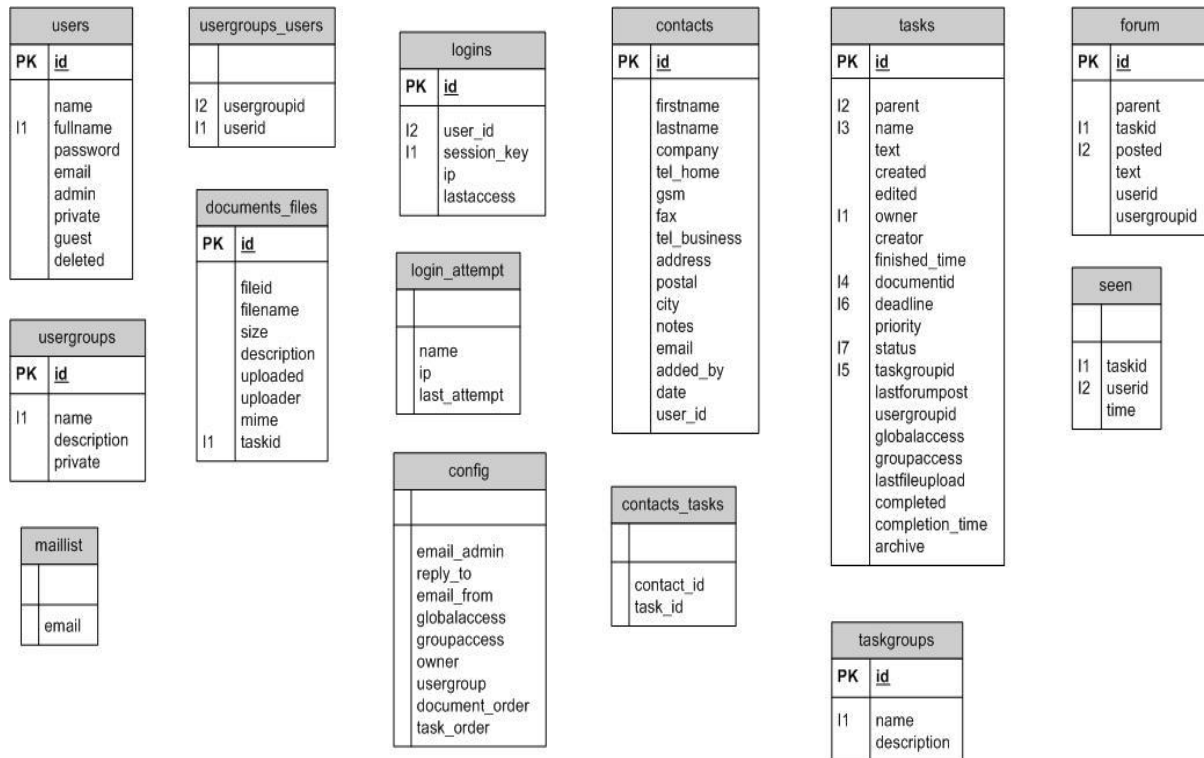 users
PK id
name
I1 fullname
password
email
admin
private
guest
deleted
usergroups
PK id
I1 name
description
private
maillist
email
usergroups_users
I2 usergroupid
I1 userid
documents_files
PK id
fileid
filename
size
description
uploaded
uploader
mime
I1 taskid
logins
PK id
I2 user_id
I1 session_key
ip
lastaccess
login_attempt
name
ip
last_attempt
config
email_admin
reply_to
email_from
globalaccess
groupaccess
owner
usergroup
document_order
task_order
contacts
PK id
firstname
lastname
company
tel_home
gsm
fax
tel_business
address
postal
city
notes
email
added_by
date
user_id
contacts_tasks
contact_id
task_id
tasks
PK id
I2 parent
I3 name
text
created
edited
I1 owner
creator
finished_time
I4 documentid
I6 deadline
priority
I7 status
I5 taskgroupid
lastforumpost
usergroupid
globalaccess
groupaccess
lastfileupload
completed
completion_time
archive
taskgroups
PK id
I1 name
description
forum
PK id
parent
I1 taskid
I2 posted
text
userid
usergroupid
seen
I1 taskid
I2 userid
time